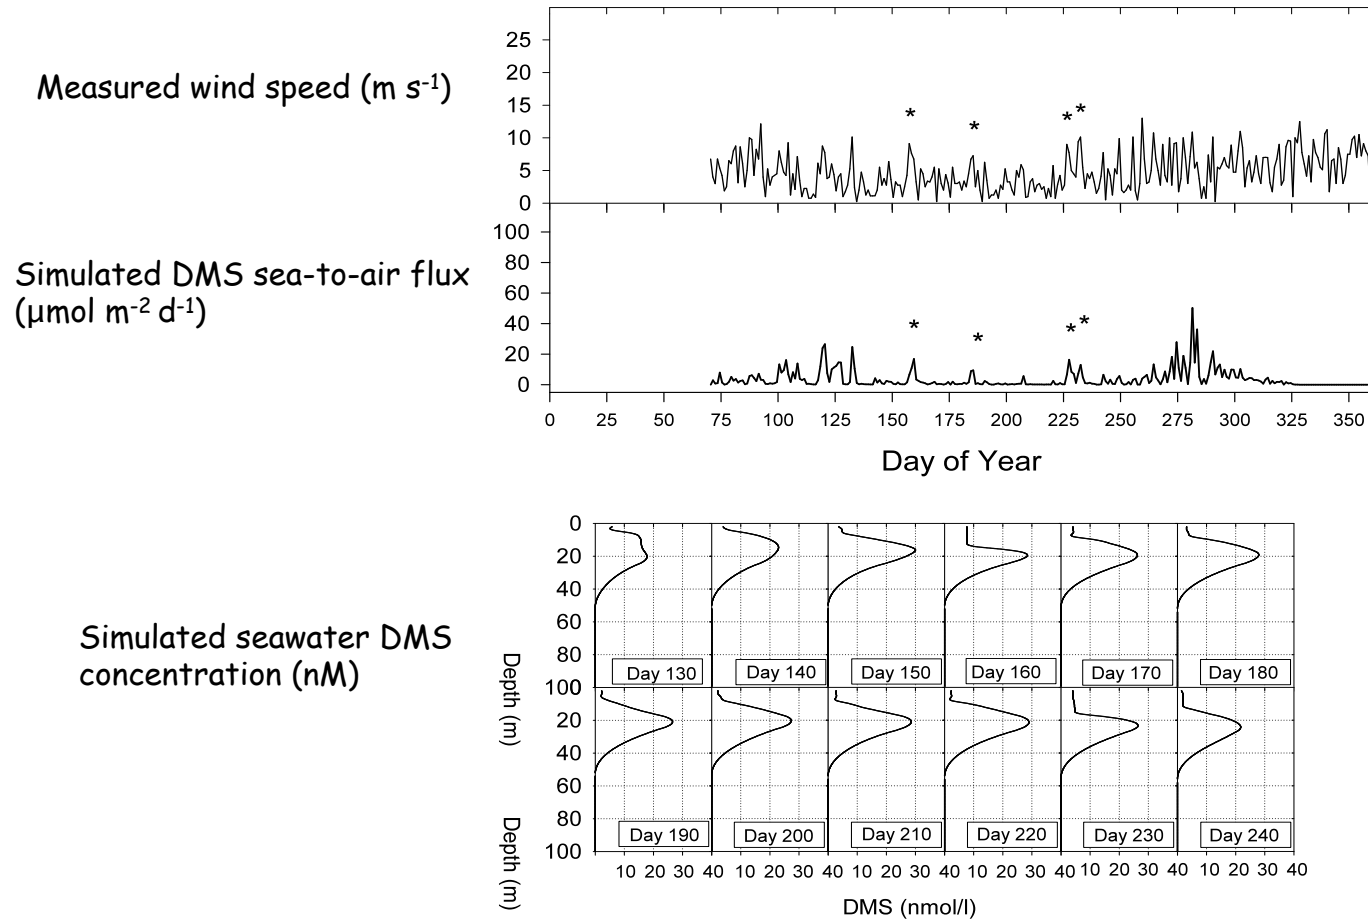 Measured wind speed (m s-1)
25
20
15
10
5
0
* * * *
Simulated DMS sea-to-air flux
(µmol m-2 d-1)
100
80
60
40
20
0
* * * *
0 25 50 75 100 125 150 175 200 225 250 275 300 325 350
Day of Year
Simulated seawater DMS
concentration (nM)
Depth (m)
0
20
40
60
80
100
Day 130 Day 140 Day 150 Day 160 Day 170 Day 180
Depth (m)
20
40
60
80
100
Day 190 Day 200 Day 210 Day 220 Day 230 Day 240
10 20 30 40 10 20 30 40 10 20 30 40 10 20 30 40 10 20 30 40 10 20 30 40
DMS (nmol/l)